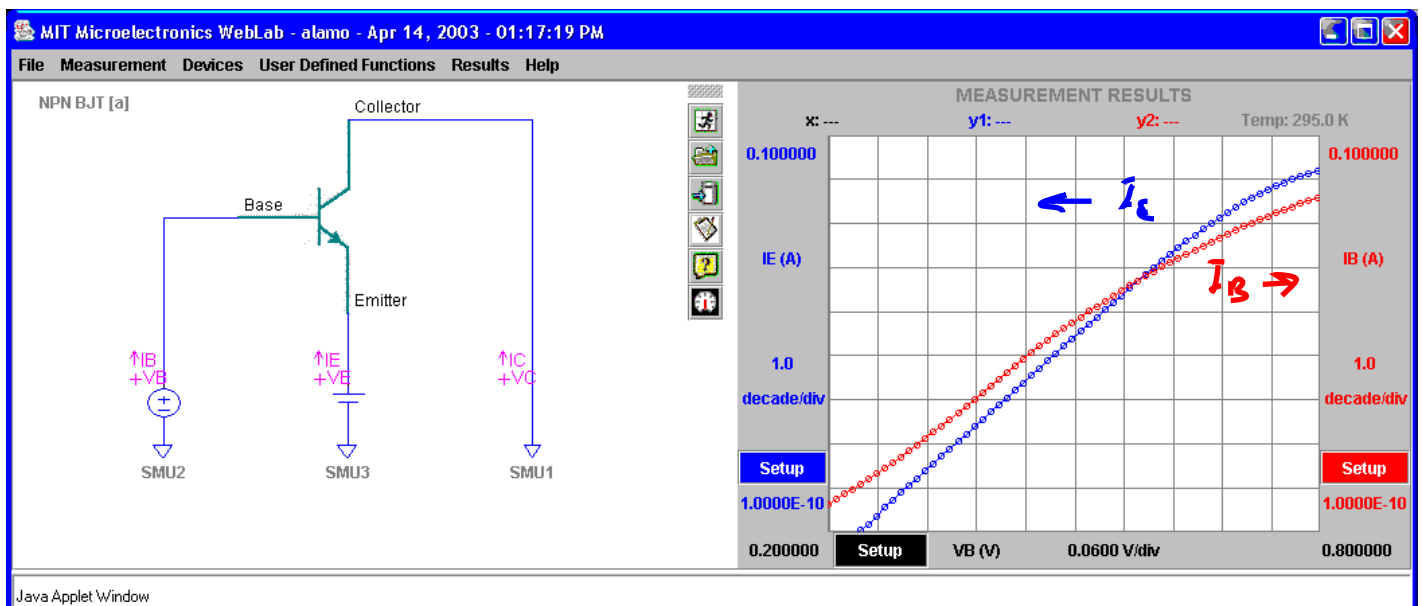 MIT Microelectronics WebLab - alamo - Apr 14, 2003 - 01:17:19 PM
File Measurement Devices User Defined Functions Results Help
NPN BJT [a]
Collector
Base
Emitter
↑IB
+VB
↑IE
+VE
↑IC
+VC
SMU2
SMU3
SMU1
MEASUREMENT RESULTS
x: --- y1: --- y2: --- Temp: 295.0 K
0.100000
0.100000
← I
IE (A)
IB (A)
IB →
1.0
decade/div
1.0
decade/div
Setup
Setup
1.0000E-10
1.0000E-10
0.200000 Setup VB (V) 0.0600 V/div 0.800000
Java Applet Window